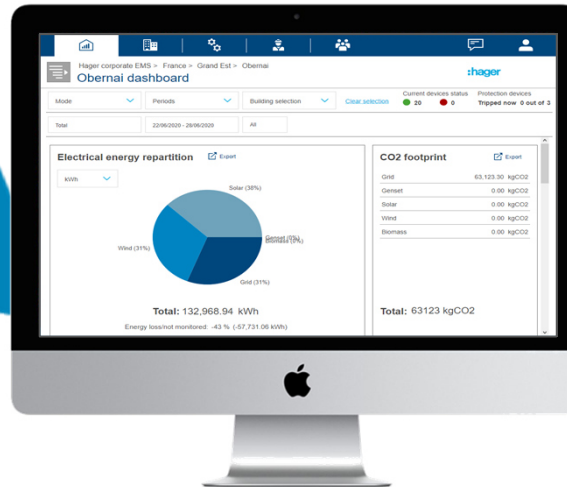 Hager corporate EMS > France > Grand Est > Obernai
Obernai dashboard
:hager
Mode
Periods
Building selection
Clear selection
Current devices status
20
0
Protection devices
Tripped now 0 out of 3
Total
22/06/2020 - 28/06/2020
All
Electrical energy repartition
Export
kWh
Solar (38%)
Genset (0%)
Biomass (0%)
Wind (31%)
Grid (31%)
Total: 132,968.94 kWh
Energy loss/not monitored -43 % (-57,731.06 kWh)
CO2 footprint
Export
Grid 63,123.30 kgCO2
Genset 0.00 kgCO2
Solar 0.00 kgCO2
Wind 0.00 kgCO2
Biomass 0.00 kgCO2
Total: 63123 kgCO2